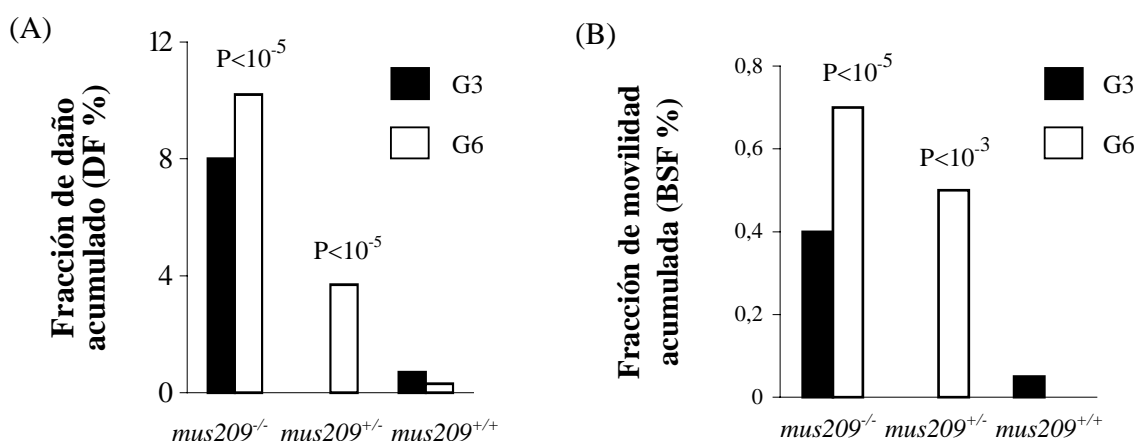 (A)
Fracción de daño
acumulado (DF %)
12
8
4
0
P<10⁻⁵
P<10⁻⁵
G3
G6
mus209⁻/⁻ mus209⁺/⁻ mus209⁺/⁺
(B)
Fracción de movilidad
acumulada (BSF %)
0,8
0,6
0,4
0,2
0
P<10⁻⁵
P<10⁻³
G3
G6
mus209⁻/⁻ mus209⁺/⁻ mus209⁺/⁺